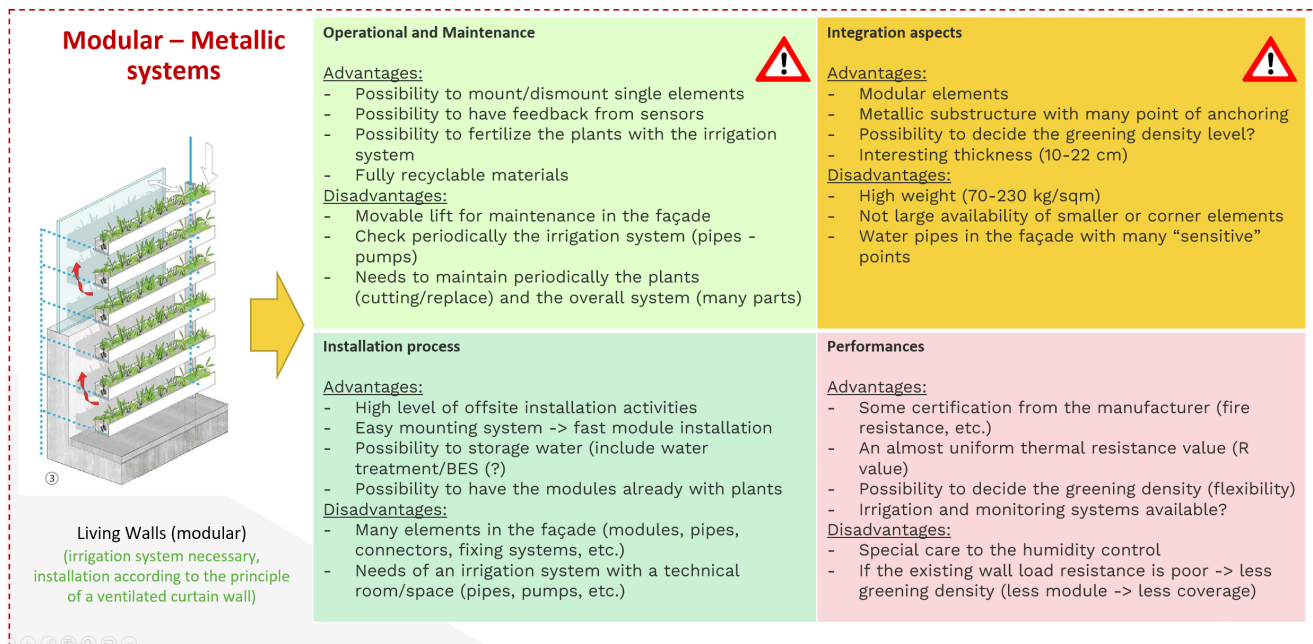 Modular – Metallic
systems
③
Living Walls (modular)
(irrigation system necessary,
installation according to the principle
of a ventilated curtain wall)
Operational and Maintenance
Advantages:
- Possibility to mount/dismount single elements
- Possibility to have feedback from sensors
- Possibility to fertilize the plants with the irrigation
system
- Fully recyclable materials
Disadvantages:
- Movable lift for maintenance in the façade
- Check periodically the irrigation system (pipes -
pumps)
- Needs to maintain periodically the plants
(cutting/replace) and the overall system (many parts)
Integration aspects
Advantages:
- Modular elements
- Metallic substructure with many point of anchoring
- Possibility to decide the greening density level?
- Interesting thickness (10-22 cm)
Disadvantages:
- High weight (70-230 kg/sqm)
- Not large availability of smaller or corner elements
- Water pipes in the façade with many “sensitive”
points
Installation process
Advantages:
- High level of offsite installation activities
- Easy mounting system -> fast module installation
- Possibility to storage water (include water
treatment/BES (?)
- Possibility to have the modules already with plants
Disadvantages:
- Many elements in the façade (modules, pipes,
connectors, fixing systems, etc.)
- Needs of an irrigation system with a technical
room/space (pipes, pumps, etc.)
Performances
Advantages:
- Some certification from the manufacturer (fire
resistance, etc.)
- An almost uniform thermal resistance value (R
value)
- Possibility to decide the greening density (flexibility)
- Irrigation and monitoring systems available?
Disadvantages:
- Special care to the humidity control
- If the existing wall load resistance is poor -> less
greening density (less module -> less coverage)